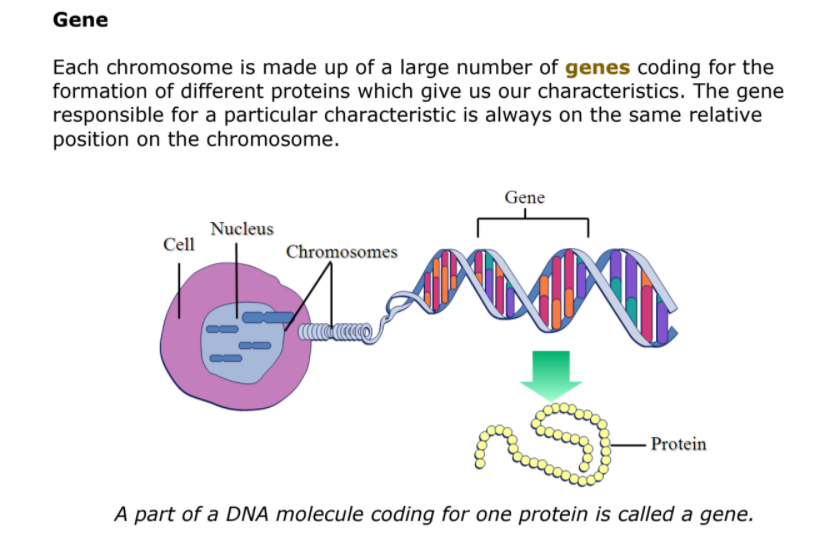 Gene
Each chromosome is made up of a large number of genes coding for the
formation of different proteins which give us our characteristics. The gene
responsible for a particular characteristic is always on the same relative
position on the chromosome.
Gene
Nucleus
Cell
Chromosomes
Protein
A part of a DNA molecule coding for one protein is called a gene.